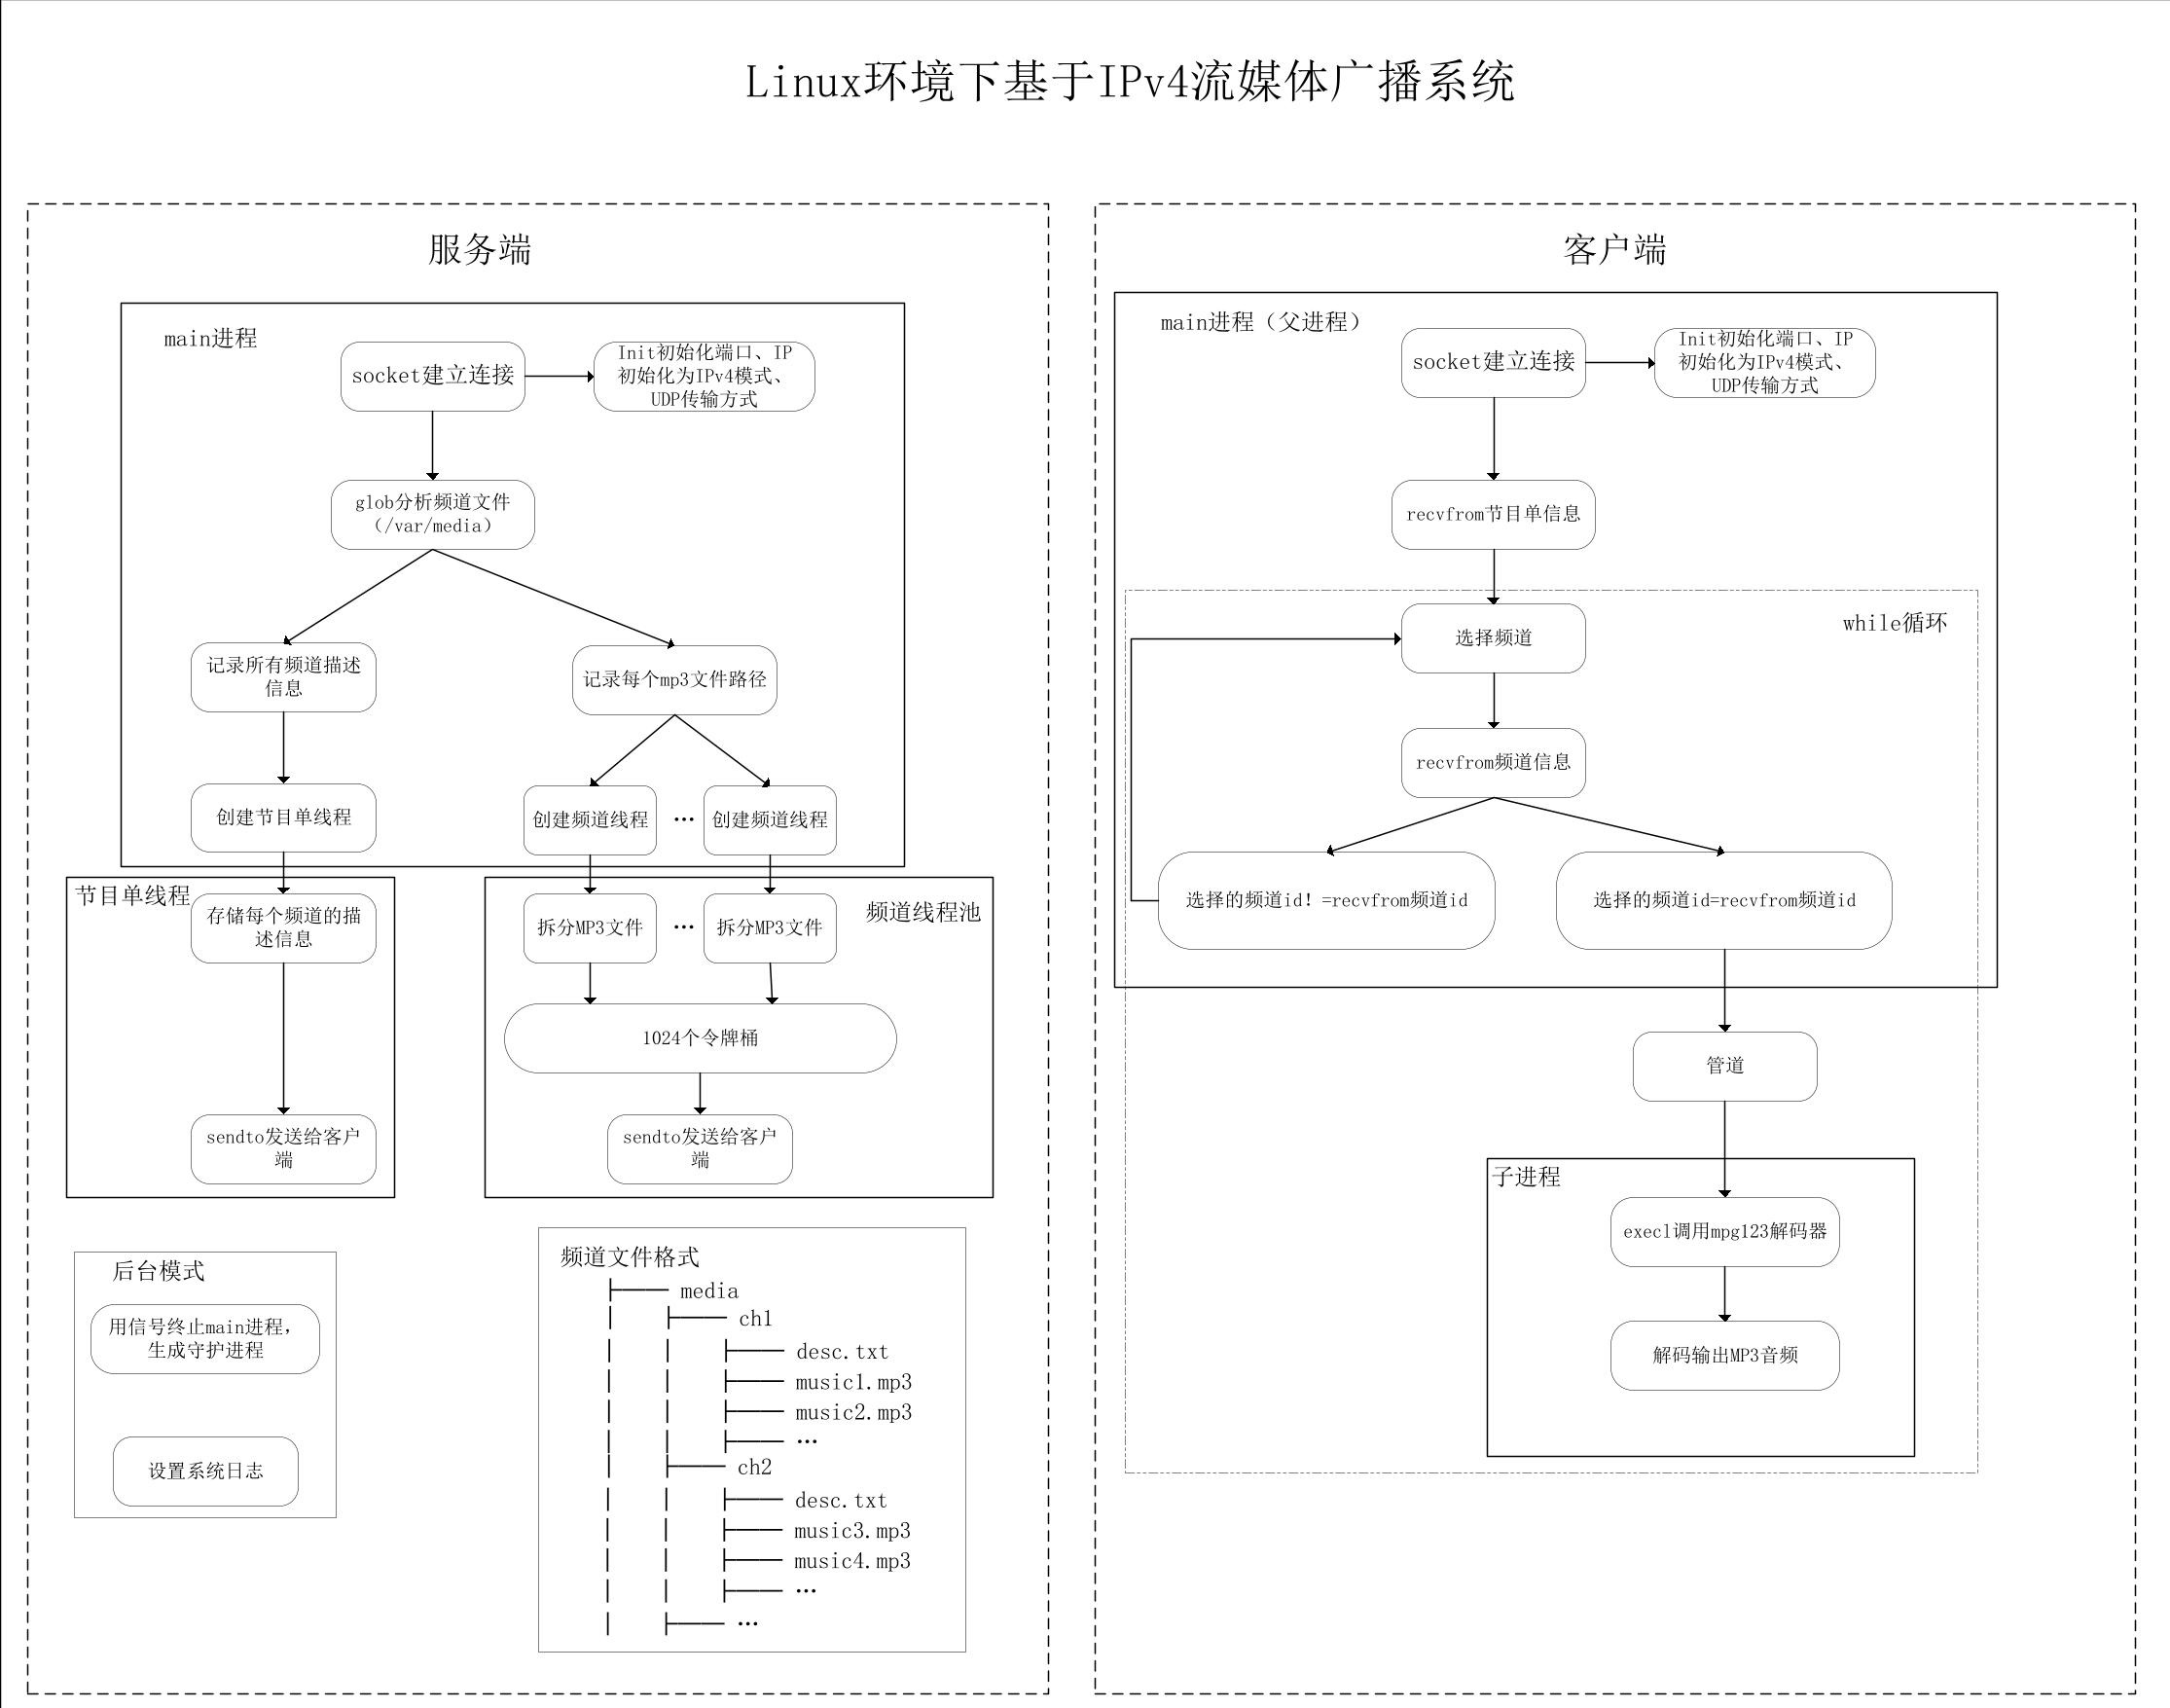 Linux环境下基于IPv4流媒体广播系统
服务端
main进程
socket建立连接
Init初始化端口、IP
初始化为IPv4模式、
UDP传输方式
glob分析频道文件
（/var/media）
记录所有频道描述
信息
记录每个mp3文件路径
创建节目单线程
创建频道线程
…
创建频道线程
节目单线程
存储每个频道的描
述信息
sendto发送给客户
端
频道线程池
拆分MP3文件
…
拆分MP3文件
1024个令牌桶
sendto发送给客户
端
后台模式
用信号终止main进程，
生成守护进程
设置系统日志
频道文件格式
├── media
│ ├── ch1
│ │ ├── desc.txt
│ │ ├── music1.mp3
│ │ ├── music2.mp3
│ │ ├── …
│ ├── ch2
│ │ ├── desc.txt
│ │ ├── music3.mp3
│ │ ├── music4.mp3
│ │ ├── …
│ ├── …
客户端
main进程（父进程）
socket建立连接
Init初始化端口、IP
初始化为IPv4模式、
UDP传输方式
recvfrom节目单信息
while循环
选择频道
recvfrom频道信息
选择的频道id！=recvfrom频道id
选择的频道id=recvfrom频道id
管道
子进程
execl调用mpg123解码器
解码输出MP3音频